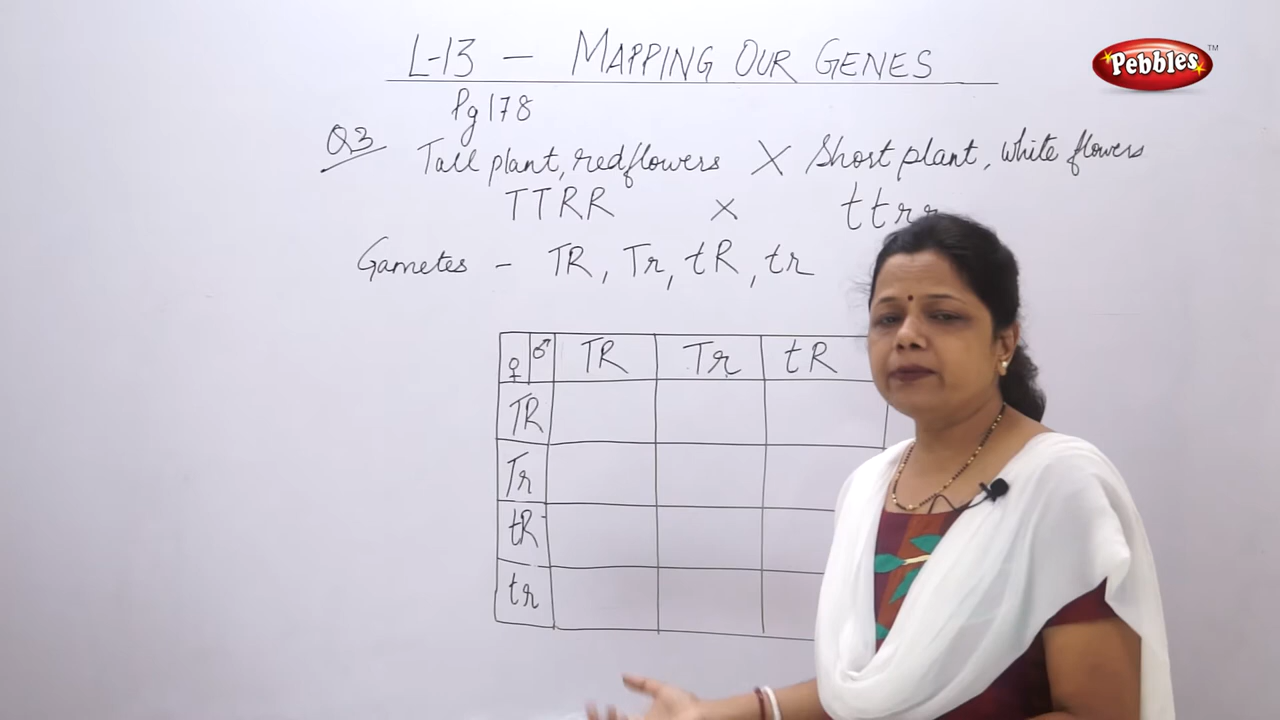 Pebbles TM
L-13 - MAPPING OUR GENES
Pg 178
Q3 Tall plant, red flowers X Short plant, white flowers
TTRR X ttrr
Gametes - TR, Tr, tR, tr
♀ ♂ TR Tr tR
TR
Tr
tR
tr